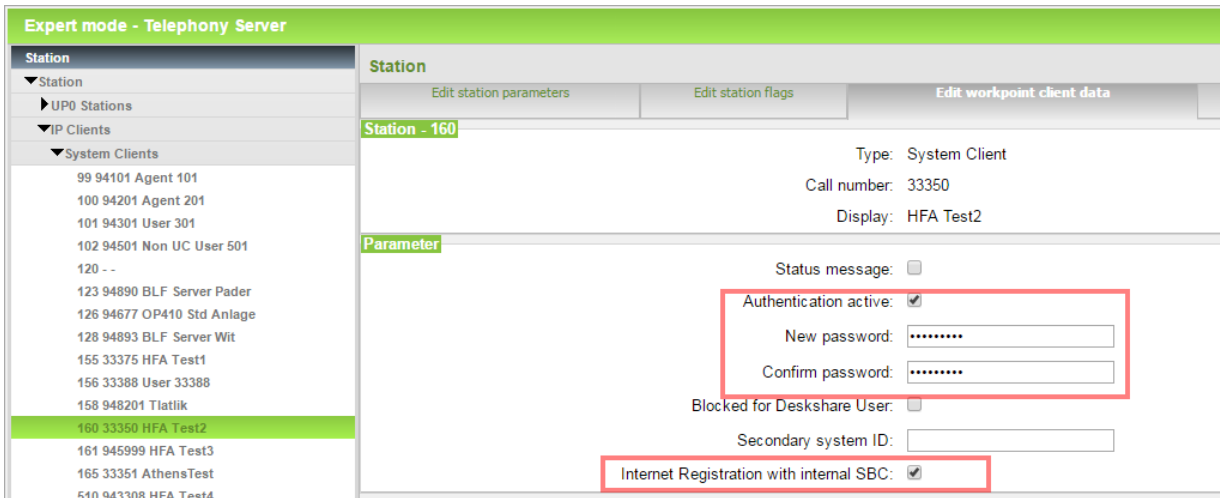 Expert mode - Telephony Server
Station
Station
UP0 Stations
IP Clients
System Clients
99 94101 Agent 101
100 94201 Agent 201
101 94301 User 301
102 94501 Non UC User 501
120 - -
123 94890 BLF Server Pader
126 94677 OP410 Std Anlage
128 94893 BLF Server Wit
155 33375 HFA Test1
156 33388 User 33388
158 948201 Tlatlik
160 33350 HFA Test2
161 945999 HFA Test3
165 33351 AthensTest
510 943308 HFA Test4
Station
Edit station parameters
Edit station flags
Edit workpoint client data
Station - 160
Type: System Client
Call number: 33350
Display: HFA Test2
Parameter
Status message:
Authentication active:
New password: •••••••••
Confirm password: •••••••••
Blocked for Deskshare User:
Secondary system ID:
Internet Registration with internal SBC: